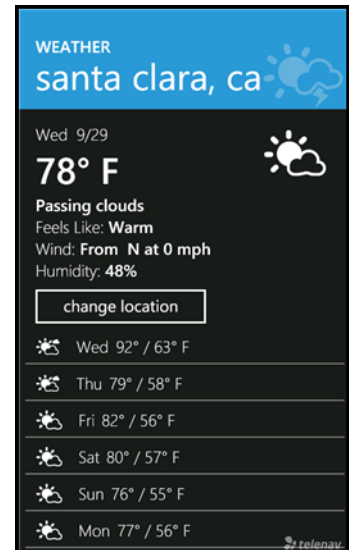 WEATHER
santa clara, ca
Wed 9/29
78° F
Passing clouds
Feels Like: Warm
Wind: From N at 0 mph
Humidity: 48%
change location
Wed 92° / 63° F
Thu 79° / 58° F
Fri 82° / 56° F
Sat 80° / 57° F
Sun 76° / 55° F
Mon 77° / 56° F
telenav